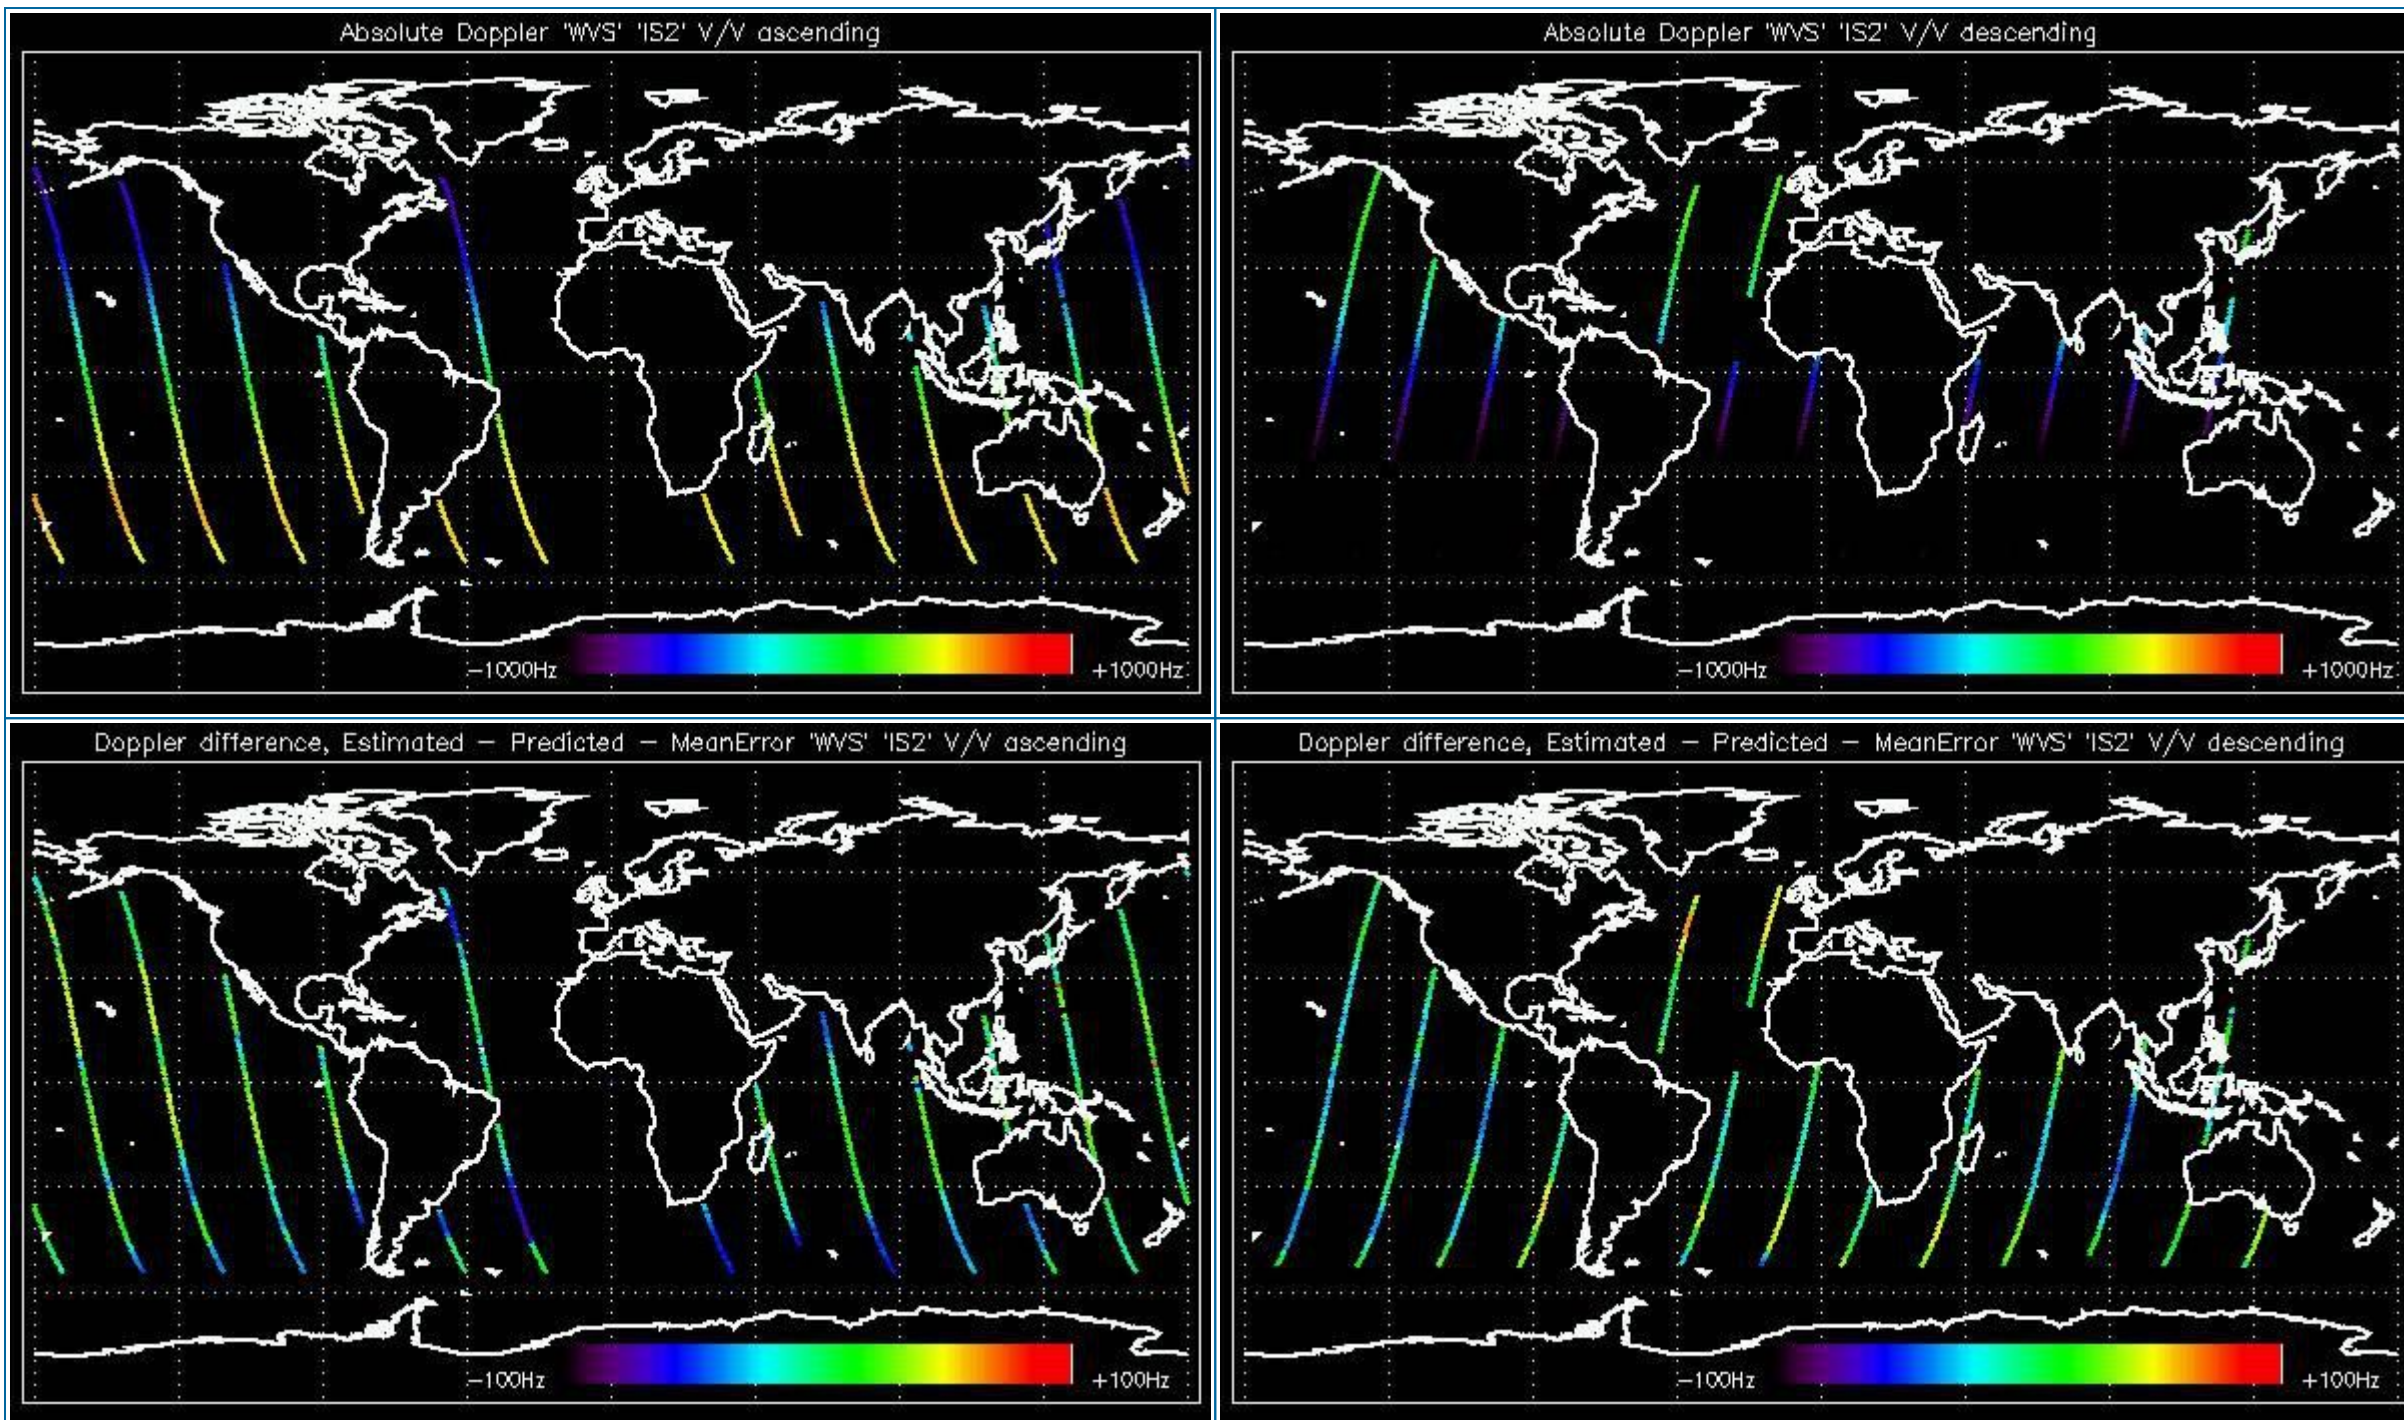 Absolute Doppler 'WVS' 'IS2' V/V ascending
−1000Hz
+1000Hz
Absolute Doppler 'WVS' 'IS2' V/V descending
−1000Hz
+1000Hz
Doppler difference, Estimated − Predicted − MeanError 'WVS' 'IS2' V/V ascending
−100Hz
+100Hz
Doppler difference, Estimated − Predicted − MeanError 'WVS' 'IS2' V/V descending
−100Hz
+100Hz